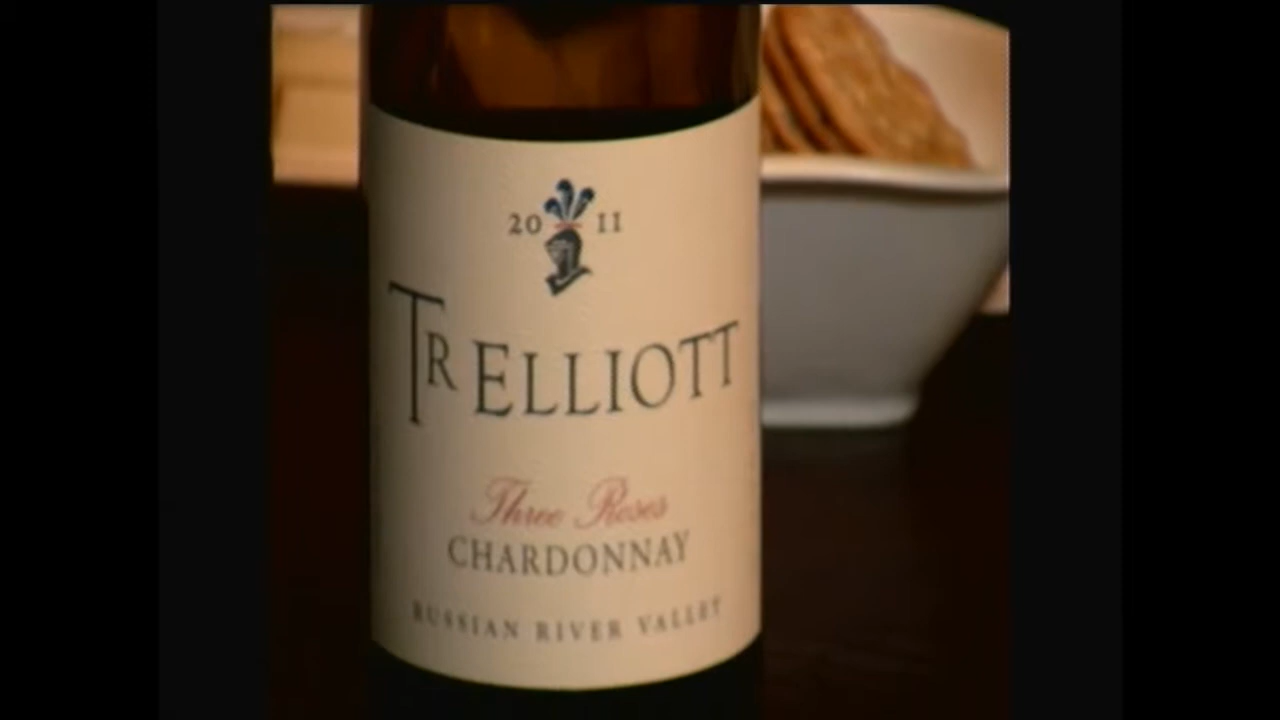 2011
TR ELLIOTT
Three Roses
CHARDONNAY
RUSSIAN RIVER VALLEY